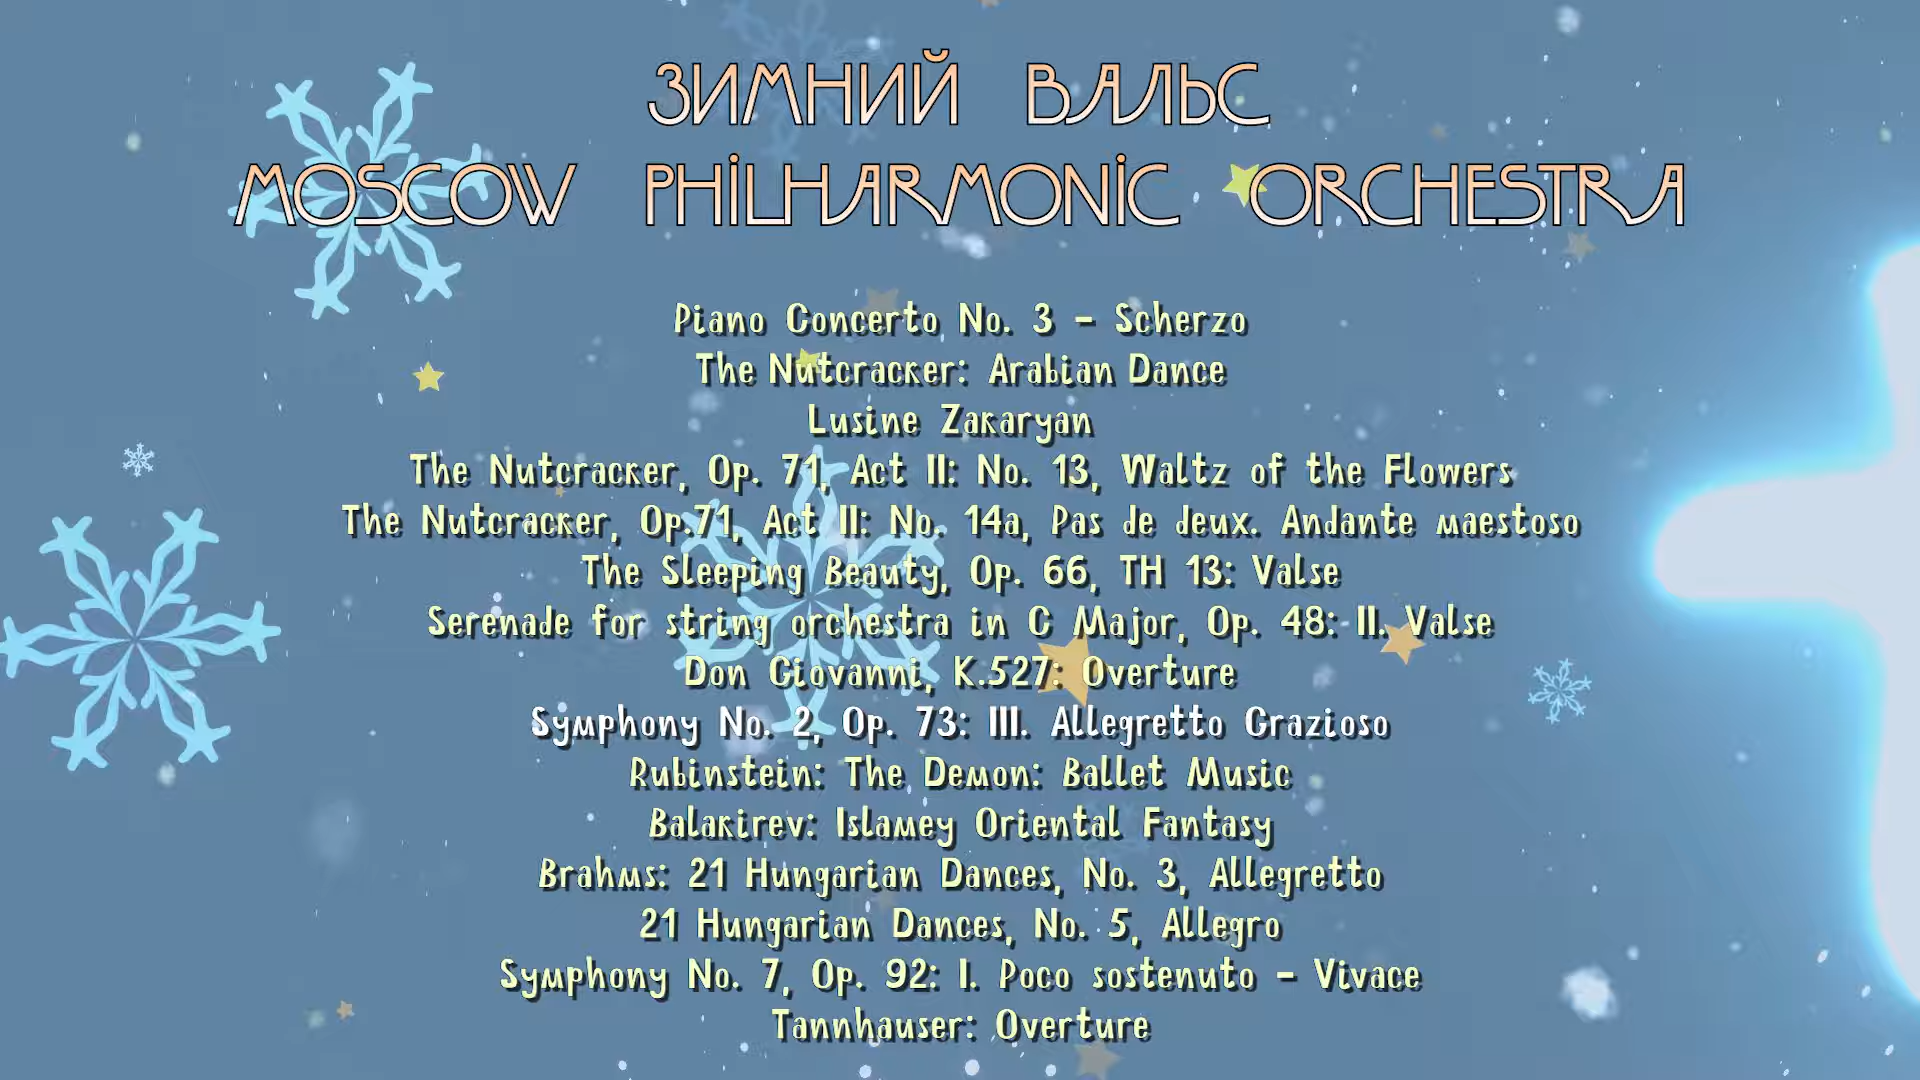 ЗИМНИЙ ВАЛЬС
MOSCOW PHILHARMONIC ORCHESTRA
Piano Concerto No. 3 - Scherzo
The Nutcracker: Arabian Dance
Lusine Zakaryan
The Nutcracker, Op. 71, Act II: No. 13, Waltz of the Flowers
The Nutcracker, Op.71, Act II: No. 14a, Pas de deux. Andante maestoso
The Sleeping Beauty, Op. 66, TH 13: Valse
Serenade for string orchestra in C Major, Op. 48: II. Valse
Don Giovanni, K.527: Overture
Symphony No. 2, Op. 73: III. Allegretto Grazioso
Rubinstein: The Demon: Ballet Music
Balakirev: Islamey Oriental Fantasy
Brahms: 21 Hungarian Dances, No. 3, Allegretto
21 Hungarian Dances, No. 5, Allegro
Symphony No. 7, Op. 92: I. Poco sostenuto - Vivace
Tannhauser: Overture